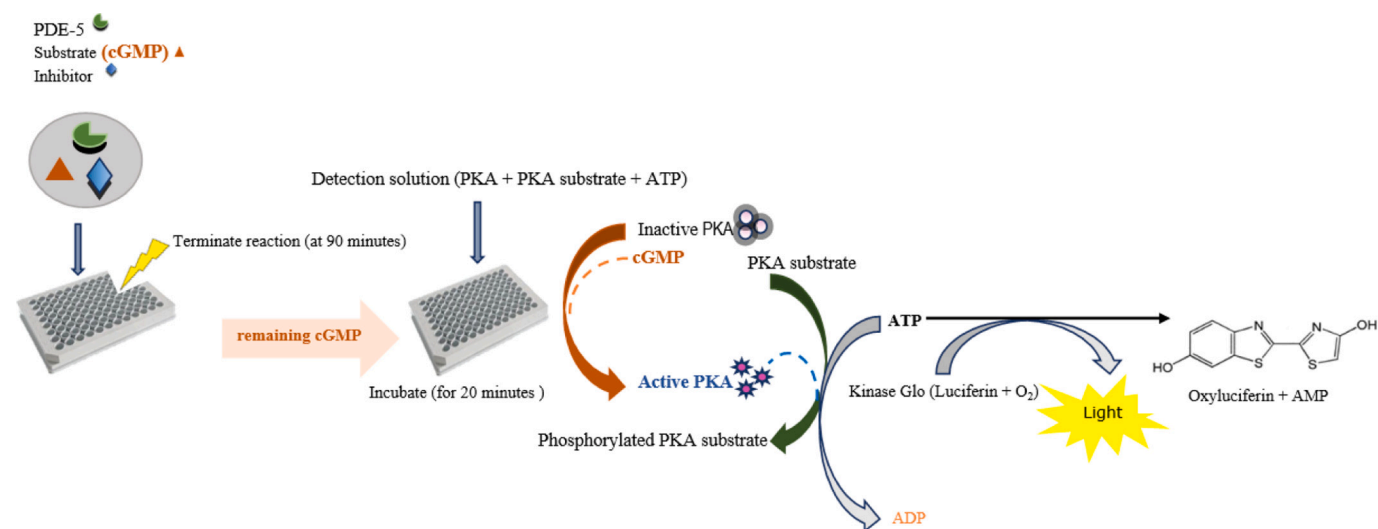 PDE-5
Substrate (cGMP)
Inhibitor
Terminate reaction (at 90 minutes)
remaining cGMP
Detection solution (PKA + PKA substrate + ATP)
Incubate (for 20 minutes )
Inactive PKA
cGMP
PKA substrate
Active PKA
Phosphorylated PKA substrate
ATP
ADP
Kinase Glo (Luciferin + O₂)
Light
HO
N
S
N
S
OH
Oxyluciferin + AMP